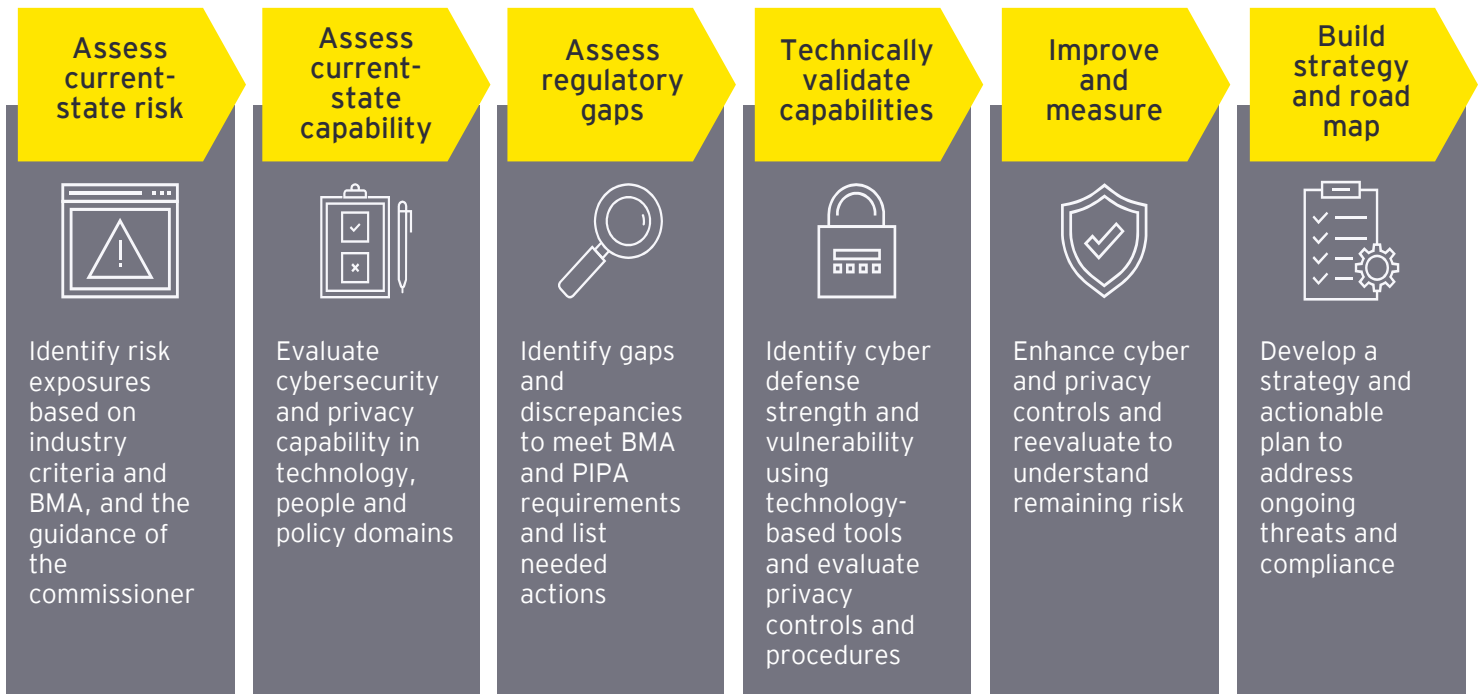 Assess
current-
state risk
Identify risk
exposures
based on
industry
criteria and
BMA, and the
guidance of
the
commissioner
Assess
current-
state
capability
Evaluate
cybersecurity
and privacy
capability in
technology,
people and
policy domains
Assess
regulatory
gaps
Identify gaps
and
discrepancies
to meet BMA
and PIPA
requirements
and list
needed
actions
Technically
validate
capabilities
Identify cyber
defense
strength and
vulnerability
using
technology-
based tools
and evaluate
privacy
controls and
procedures
Improve
and
measure
Enhance cyber
and privacy
controls and
reevaluate to
understand
remaining risk
Build
strategy
and road
map
Develop a
strategy and
actionable
plan to
address
ongoing
threats and
compliance